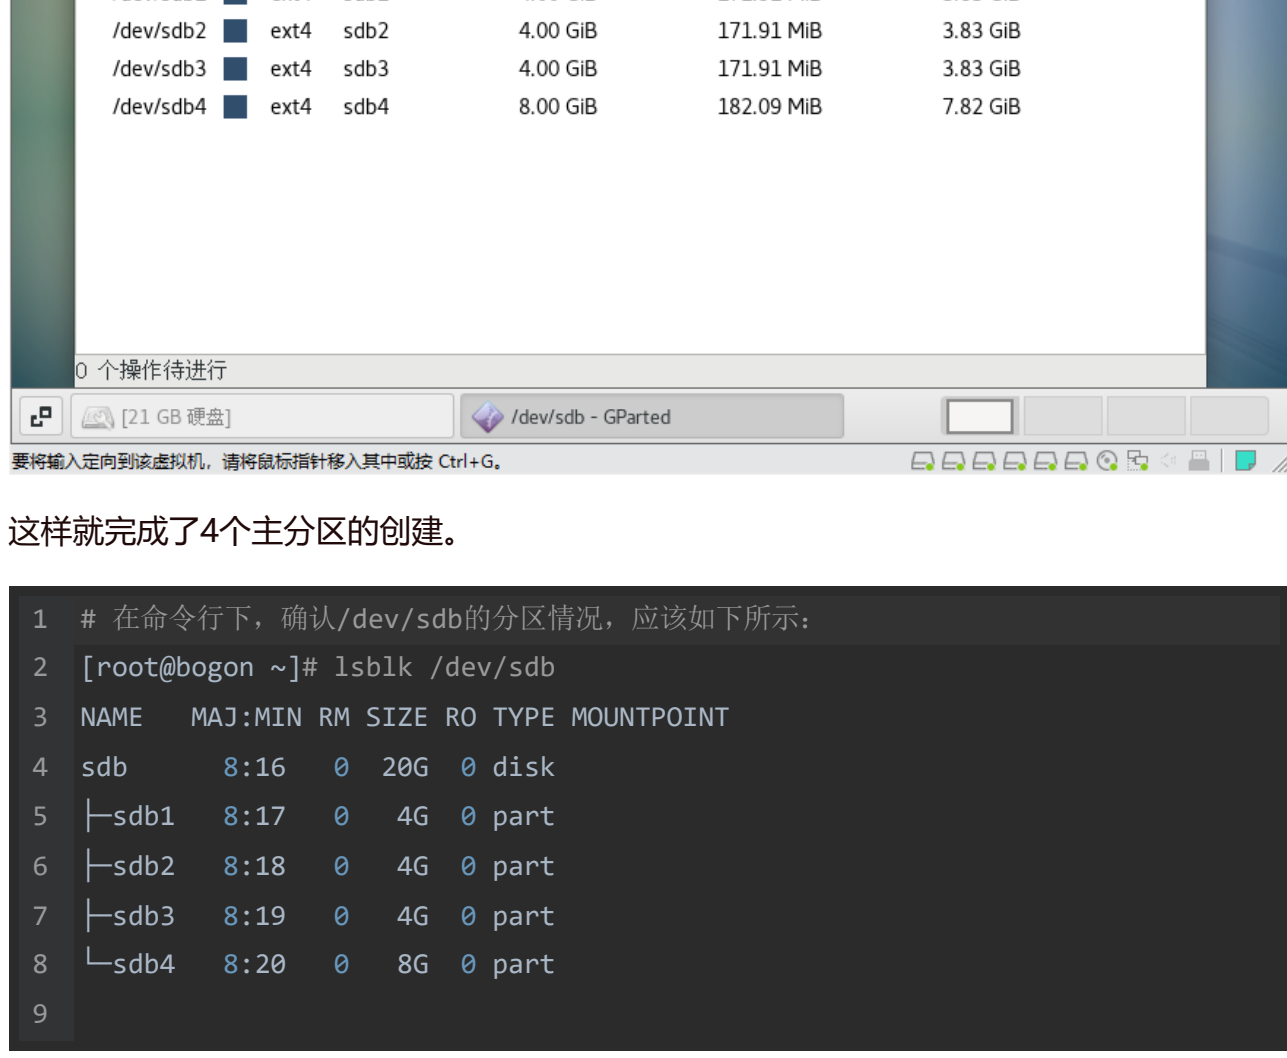 /dev/sdb2 ext4 sdb2 4.00 GiB 171.91 MiB 3.83 GiB
/dev/sdb3 ext4 sdb3 4.00 GiB 171.91 MiB 3.83 GiB
/dev/sdb4 ext4 sdb4 8.00 GiB 182.09 MiB 7.82 GiB
0 个操作待进行
[21 GB 硬盘] /dev/sdb - GParted
要将输入定向到该虚拟机，请将鼠标指针移入其中或按 Ctrl+G。
这样就完成了4个主分区的创建。
1 # 在命令行下，确认/dev/sdb的分区情况，应该如下所示：
2 [root@bogon ~]# lsblk /dev/sdb
3 NAME   MAJ:MIN RM SIZE RO TYPE MOUNTPOINT
4 sdb      8:16   0  20G  0 disk
5 ├─sdb1   8:17   0   4G  0 part
6 ├─sdb2   8:18   0   4G  0 part
7 ├─sdb3   8:19   0   4G  0 part
8 └─sdb4   8:20   0   8G  0 part
9